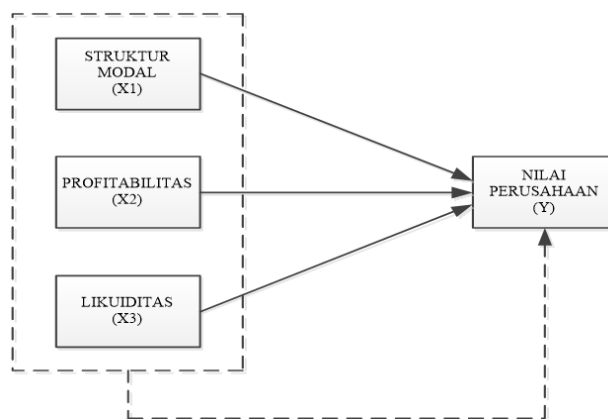 STRUKTUR
MODAL
(X1)
PROFITABILITAS
(X2)
NILAI
PERUSAHAAN
(Y)
LIKUIDITAS
(X3)